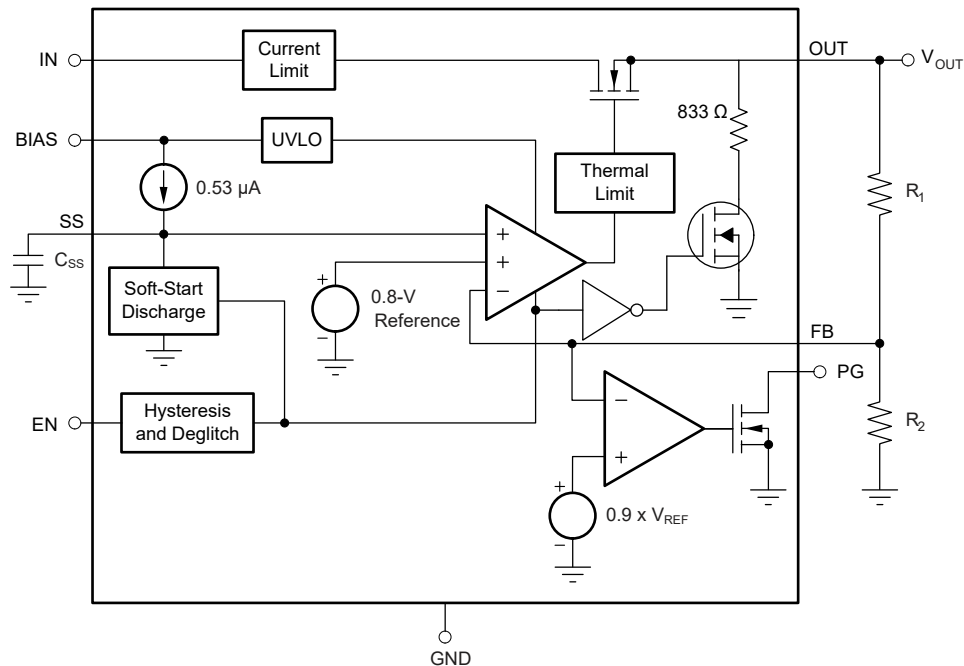 IN
Current
Limit
OUT
V_OUT
833 Ω
BIAS
UVLO
Thermal
Limit
0.53 µA
R_1
SS
+
C_SS
+
Soft-Start
Discharge
+
0.8-V
Reference
−
−
FB
PG
EN
Hysteresis
and Deglitch
−
R_2
+
+
0.9 x V_REF
−
GND